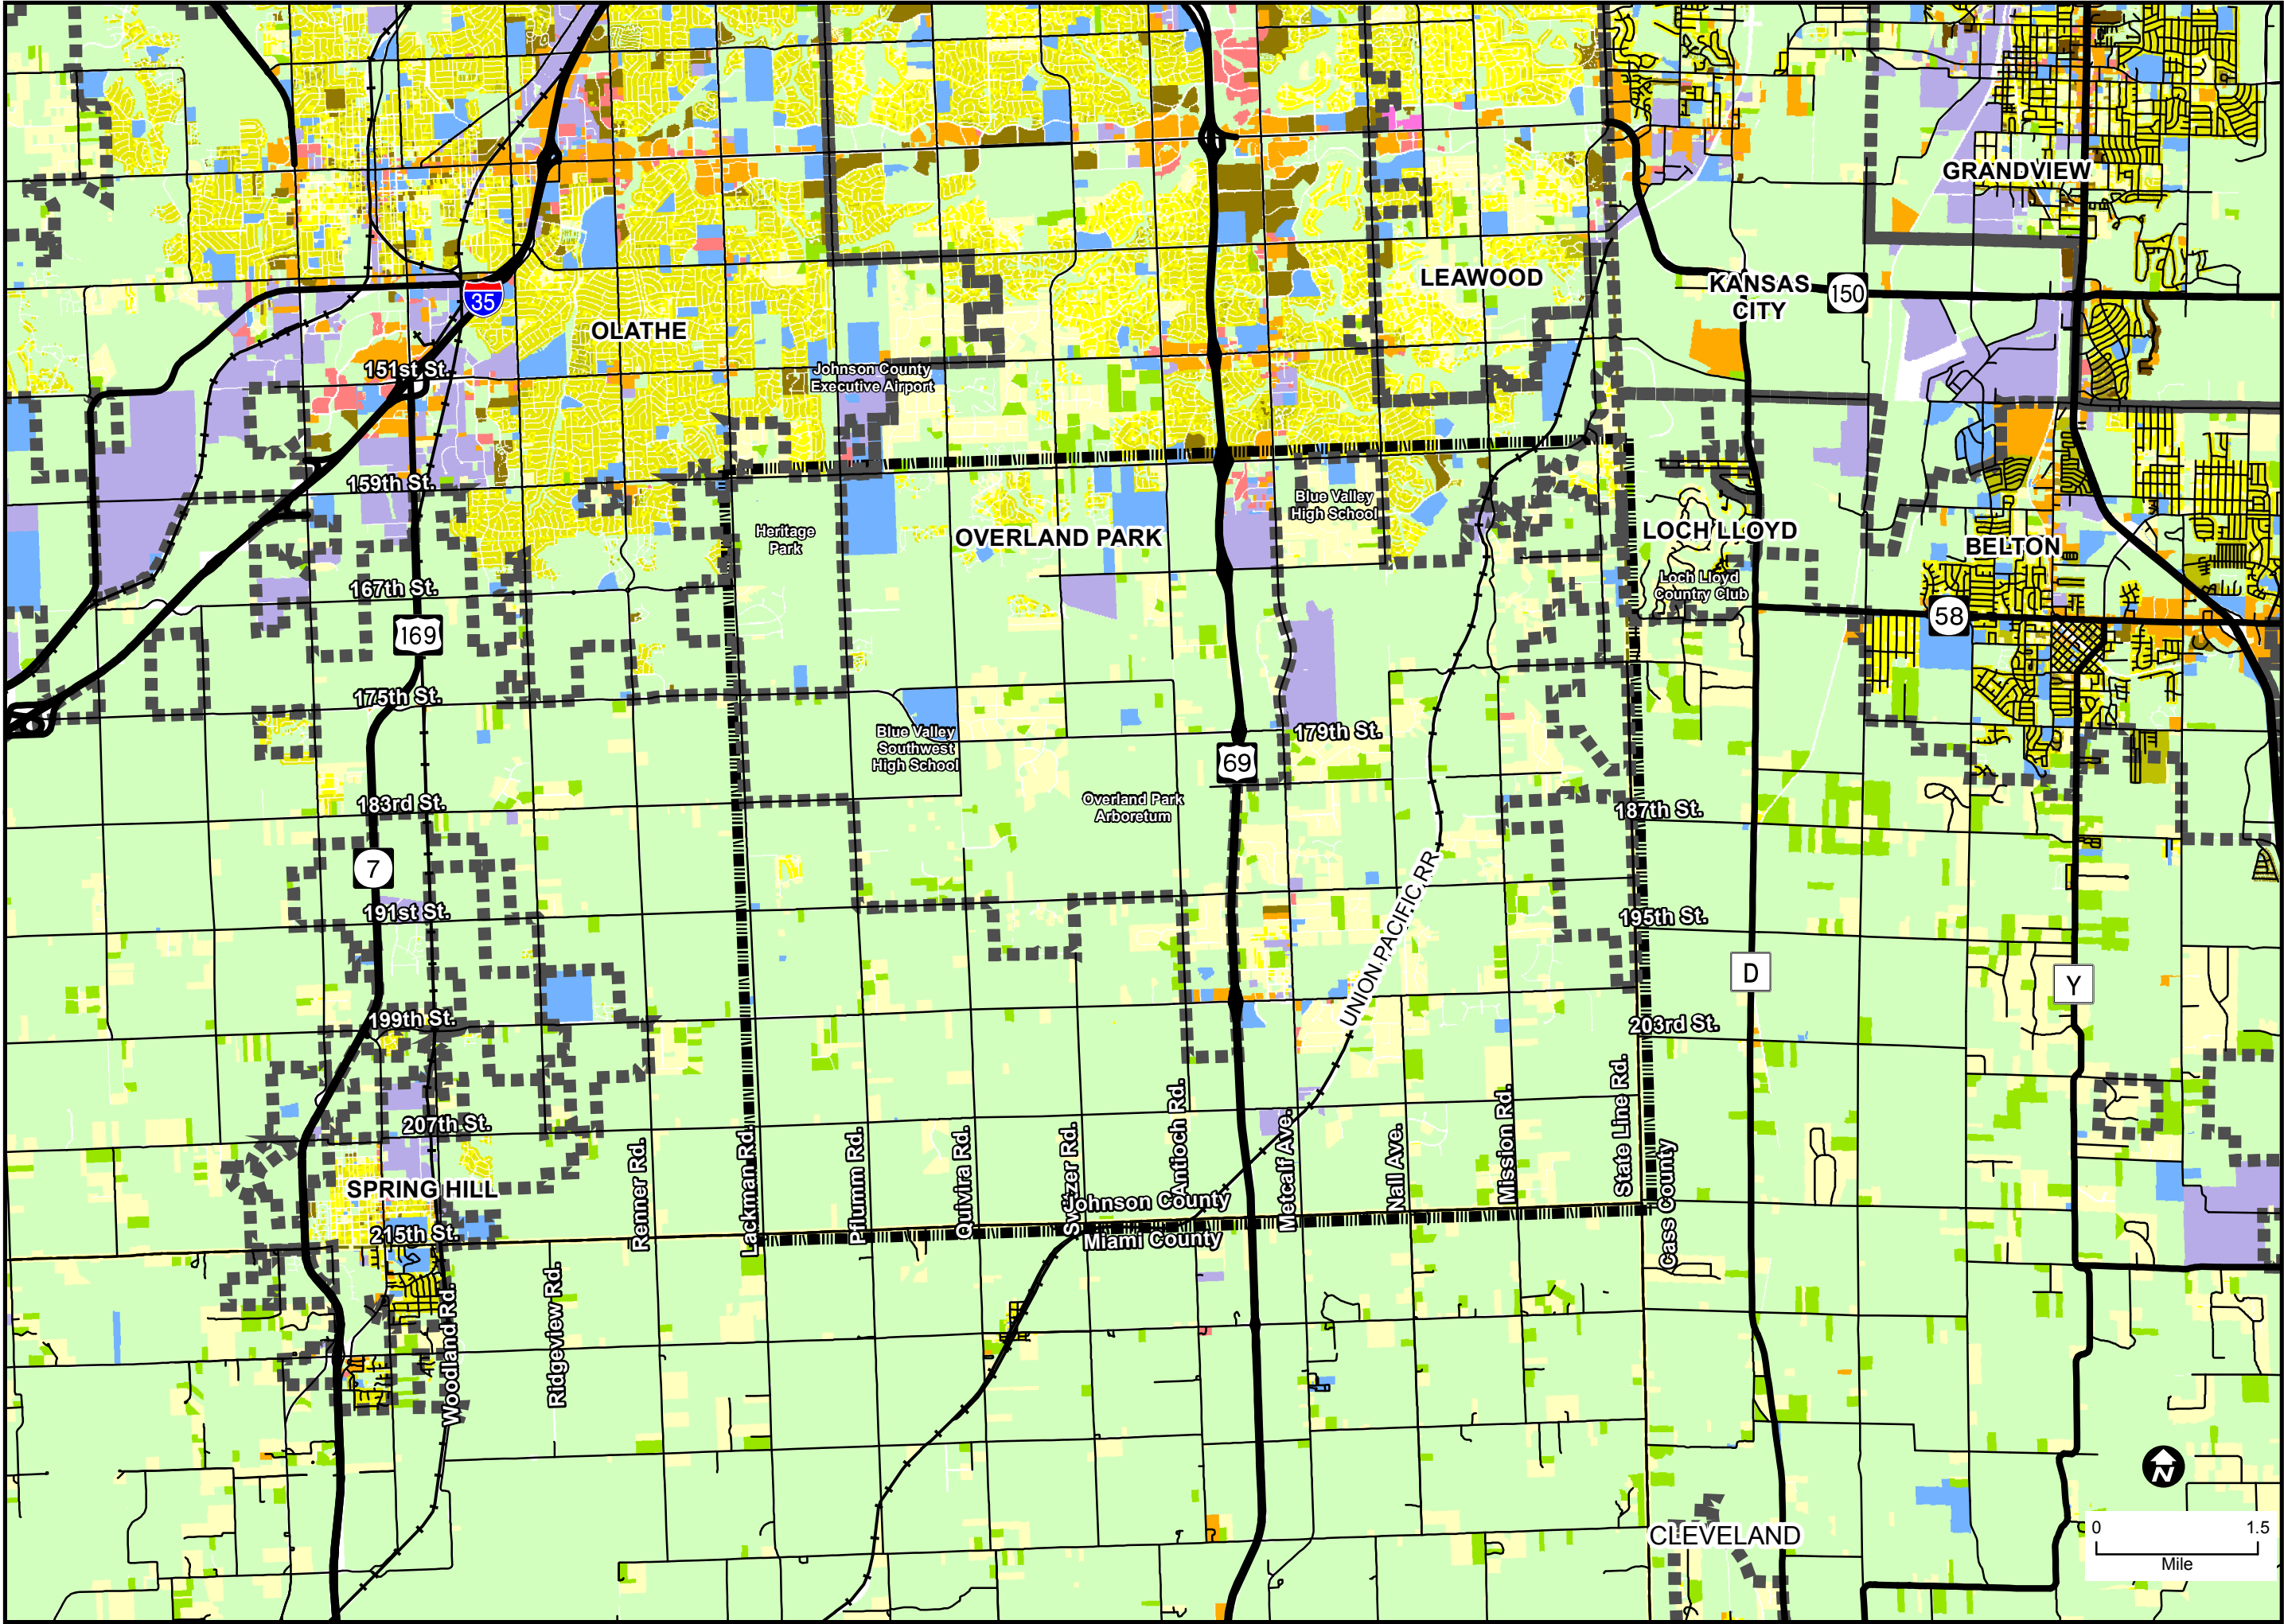 GRANDVIEW
LEAWOOD
KANSAS
CITY
150
35
OLATHE
151st St.
Johnson County
Executive Airport
159th St.
Blue Valley
High School
Heritage
Park
OVERLAND PARK
LOCH LLOYD
BELTON
167th St.
Loch Lloyd
Country Club
58
169
175th St.
Blue Valley
Southwest
High School
179th St.
69
183rd St.
Overland Park
Arboretum
187th St.
7
191st St.
195th St.
UNION PACIFIC RR
D
Y
199th St.
203rd St.
207th St.
SPRING HILL
215th St.
Renner Rd.
Lackman Rd.
Pflumm Rd.
Quivira Rd.
Switzer Rd.
Antioch Rd.
Metcalf Ave.
Nall Ave.
Mission Rd.
State Line Rd.
Cass County
Johnson County
Miami County
Woodland Rd.
Ridgeview Rd.
N
CLEVELAND
0 1.5
Mile